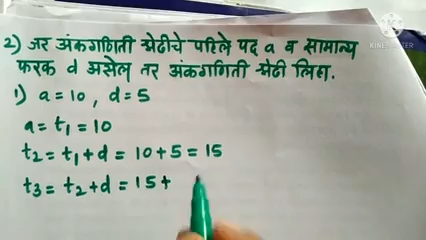 2) जर अंकगणिती श्रेढीचे पहिले पद a व सामान्य
फरक d असेल तर अंकगणिती श्रेढी लिहा.
1) a = 10, d = 5
a = t₁ = 10
t₂ = t₁ + d = 10 + 5 = 15
t₃ = t₂ + d = 15 +
KINEMASTER